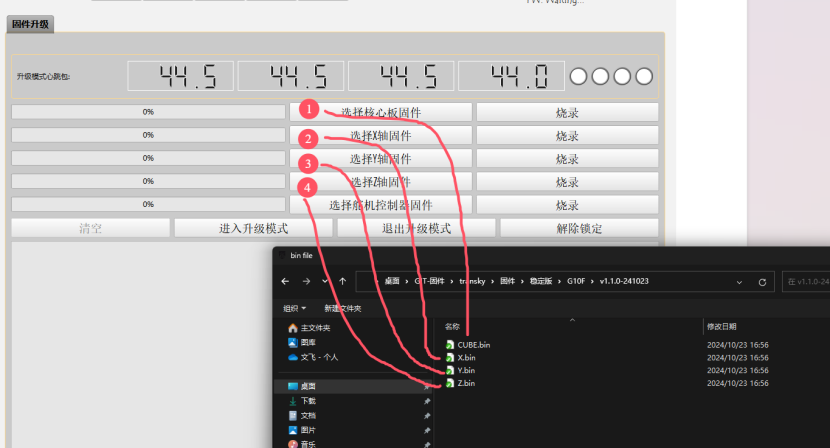 TW: Waiting...
固件升级
升级模式心跳包:
44.5 44.5 44.5 44.0
0% 1 选择核心板固件 烧录
0% 2 选择X轴固件 烧录
0% 3 选择Y轴固件 烧录
0% 4 选择Z轴固件 烧录
0% 选择舵机控制器固件 烧录
清空 进入升级模式 退出升级模式 解除锁定
bin file
桌面 › GIT-固件 › transky › 固件 › 稳定版 › G10F › v1.1.0-241023
在 v1.1.0-24
组织 新建文件夹
名称 修改日期
主文件夹
图库
文飞 - 个人
桌面
下载
文档
图片
音乐
CUBE.bin 2024/10/23 16:56
X.bin 2024/10/23 16:56
Y.bin 2024/10/23 16:56
Z.bin 2024/10/23 16:56